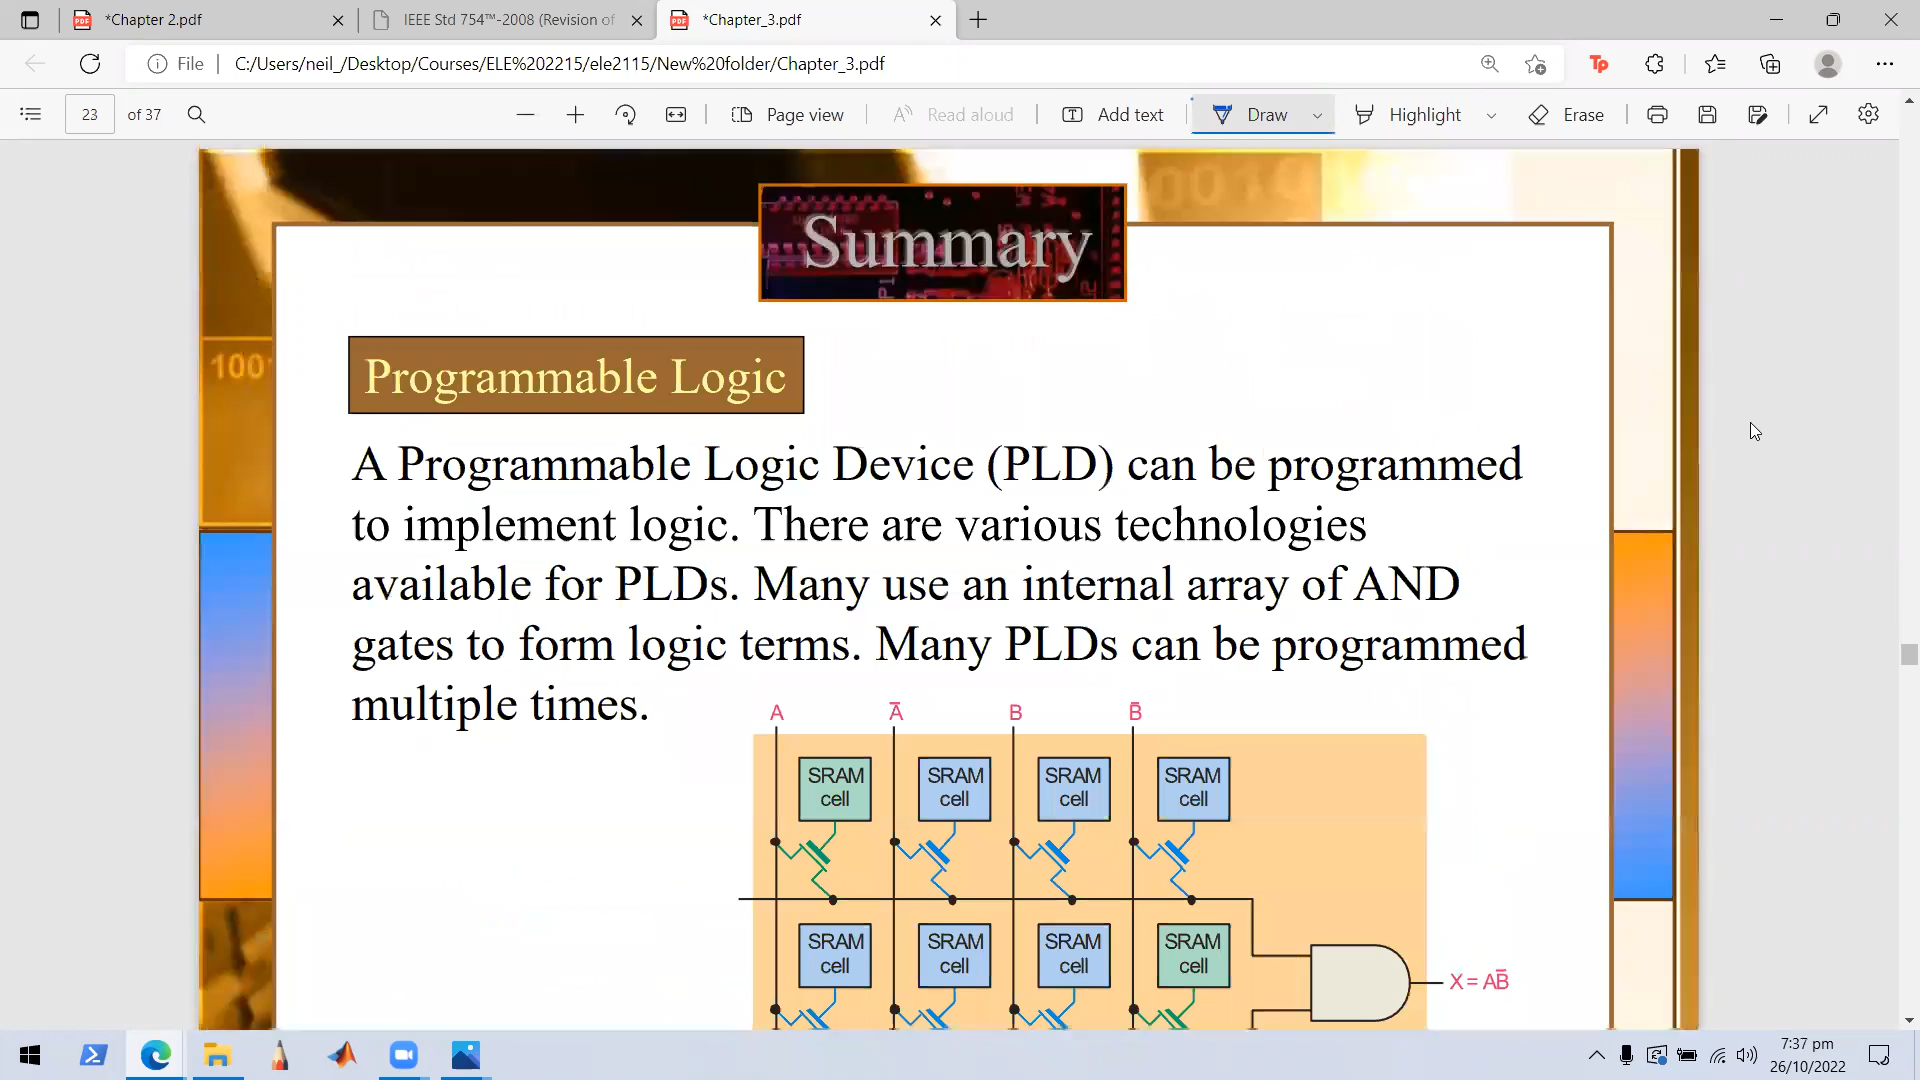 *Chapter 2.pdf
IEEE Std 754™-2008 (Revision of
*Chapter_3.pdf
File
C:/Users/neil_/Desktop/Courses/ELE%202215/ele2115/New%20folder/Chapter_3.pdf
23 of 37
Page view
Read aloud
Add text
Draw
Highlight
Erase
Summary
Programmable Logic
A Programmable Logic Device (PLD) can be programmed
to implement logic. There are various technologies
available for PLDs. Many use an internal array of AND
gates to form logic terms. Many PLDs can be programmed
multiple times.
A A̅ B B̅
SRAM cell
SRAM cell
SRAM cell
SRAM cell
SRAM cell
SRAM cell
SRAM cell
SRAM cell
X = AB̅
7:37 pm
26/10/2022